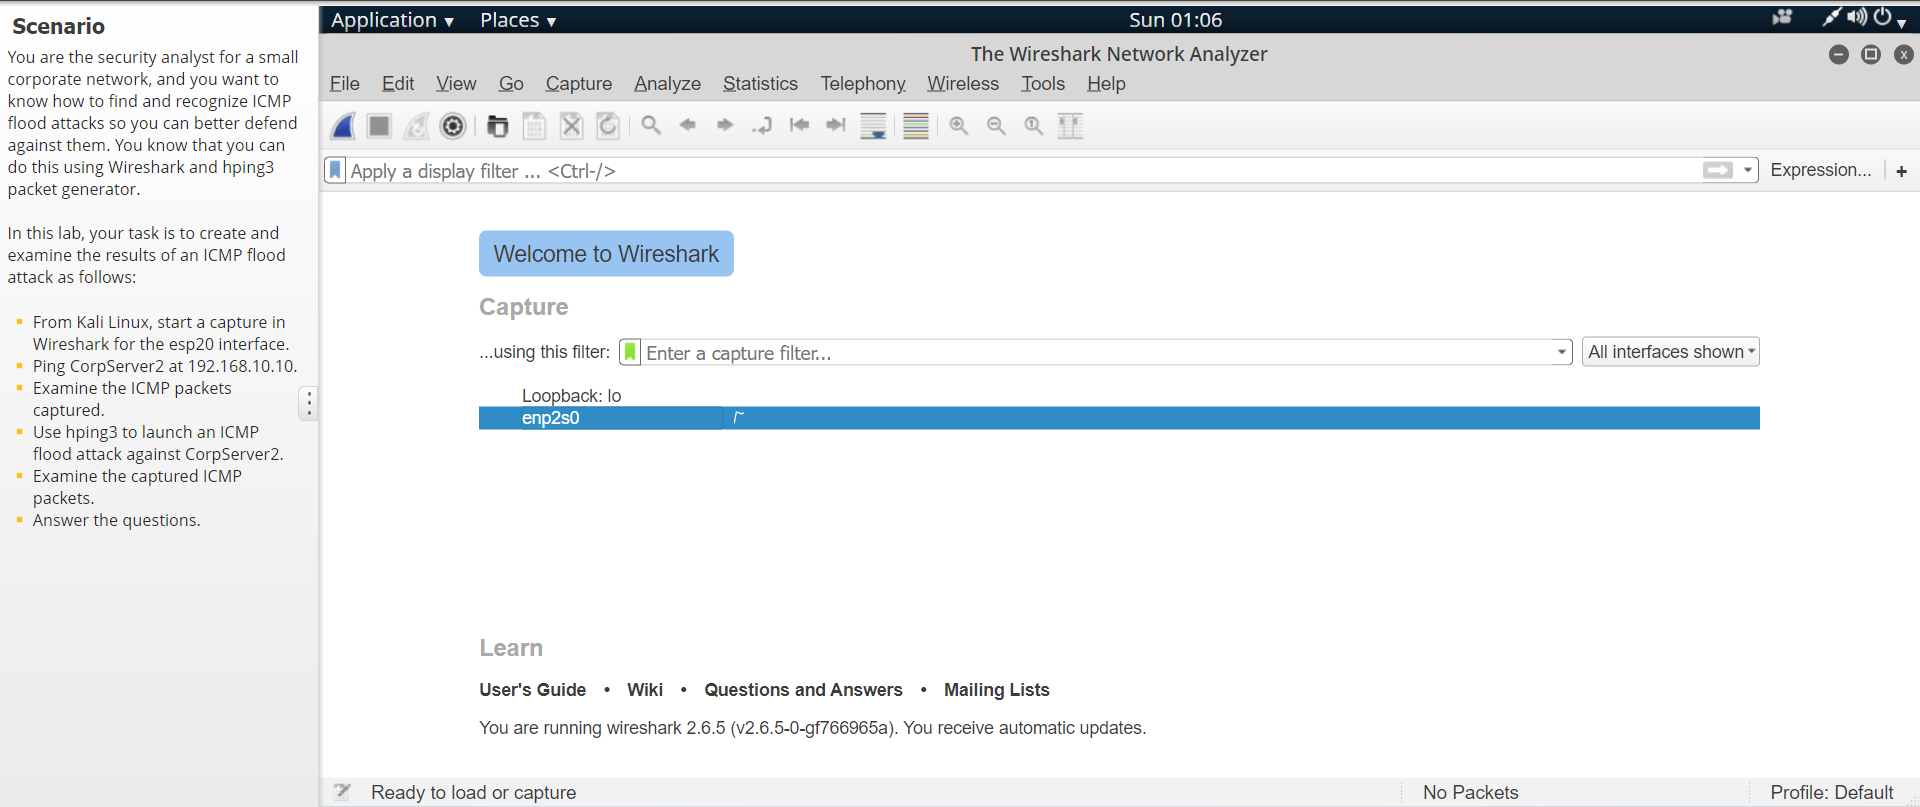 Scenario
You are the security analyst for a small
corporate network, and you want to
know how to find and recognize ICMP
flood attacks so you can better defend
against them. You know that you can
do this using Wireshark and hping3
packet generator.
In this lab, your task is to create and
examine the results of an ICMP flood
attack as follows:
From Kali Linux, start a capture in
Wireshark for the esp20 interface.
Ping CorpServer2 at 192.168.10.10.
Examine the ICMP packets
captured.
Use hping3 to launch an ICMP
flood attack against CorpServer2.
Examine the captured ICMP
packets.
Answer the questions.
Application ▾ Places ▾ Sun 01:06
The Wireshark Network Analyzer
File Edit View Go Capture Analyze Statistics Telephony Wireless Tools Help
Apply a display filter ... <Ctrl-/> Expression... +
Welcome to Wireshark
Capture
...using this filter: Enter a capture filter... All interfaces shown
Loopback: lo
enp2s0
Learn
User's Guide • Wiki • Questions and Answers • Mailing Lists
You are running wireshark 2.6.5 (v2.6.5-0-gf766965a). You receive automatic updates.
Ready to load or capture No Packets Profile: Default